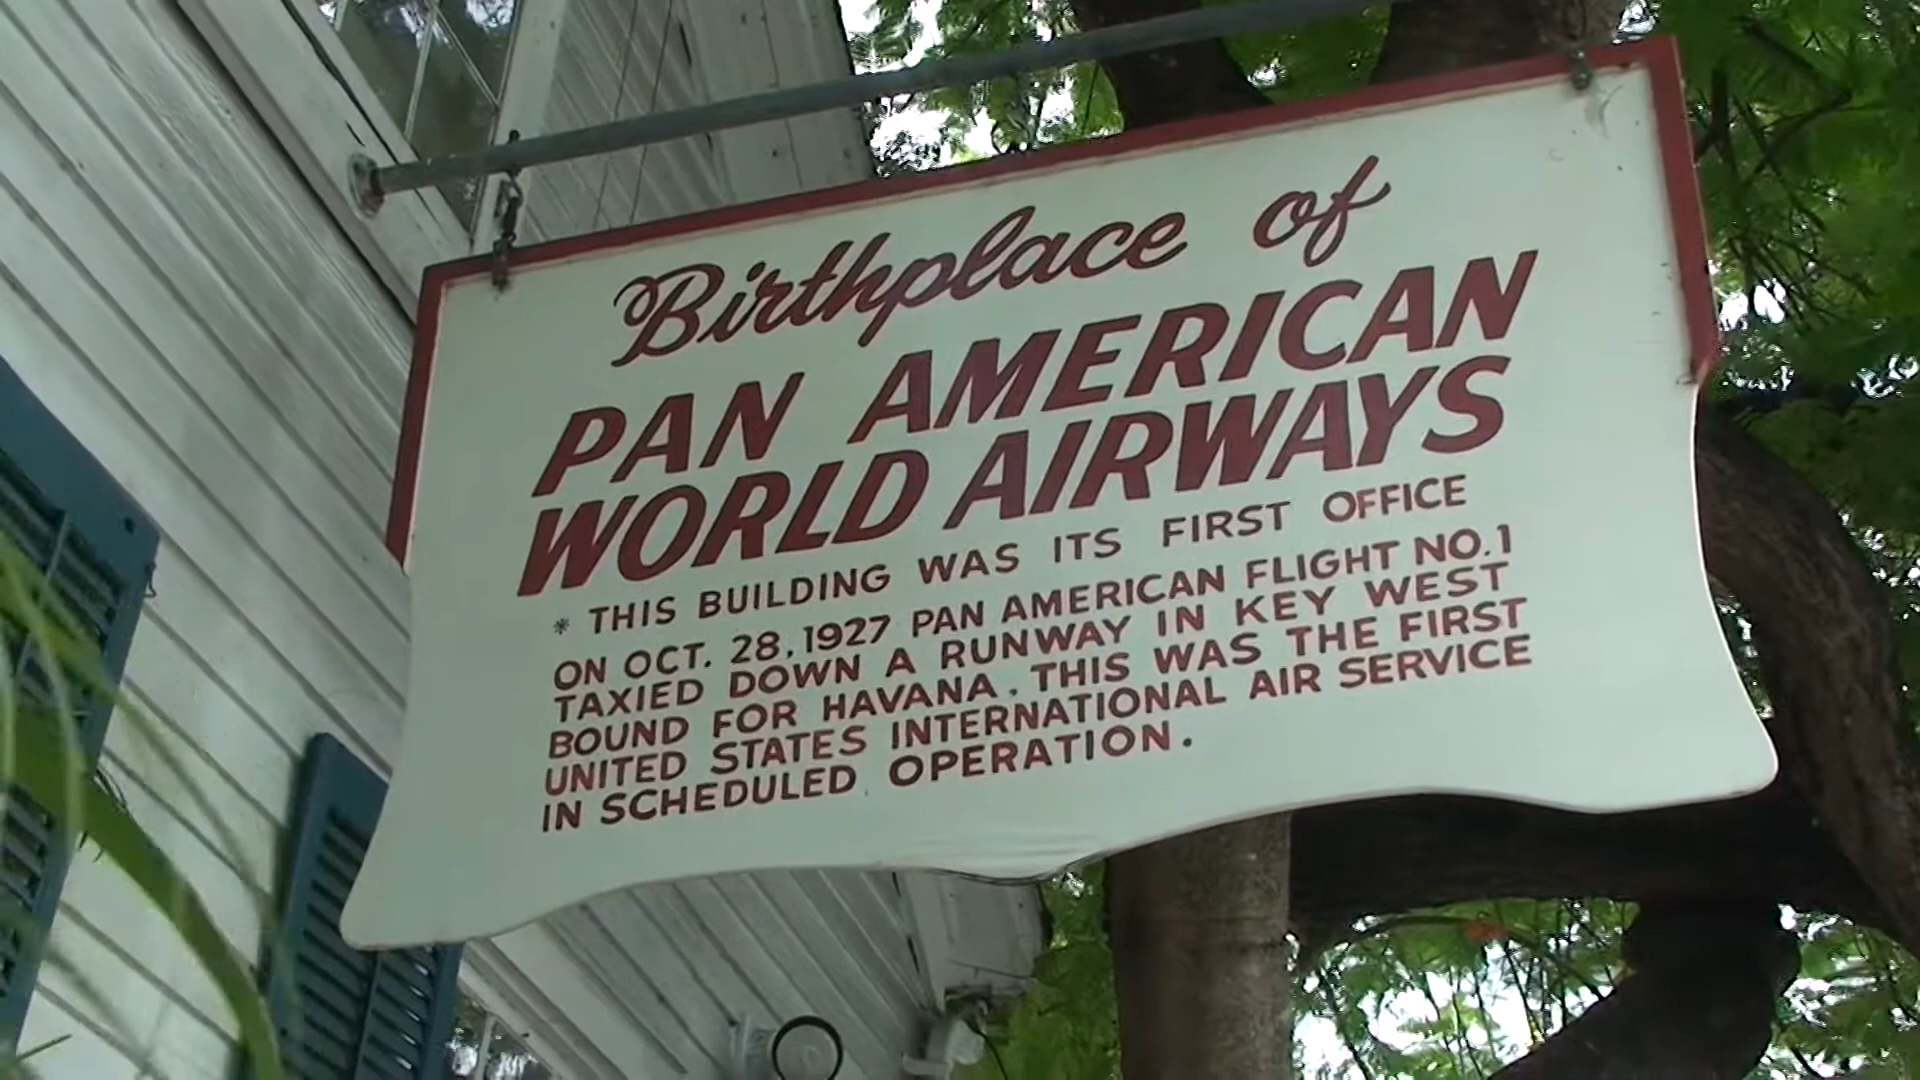 Birthplace of
PAN AMERICAN
WORLD AIRWAYS
* THIS BUILDING WAS ITS FIRST OFFICE
ON OCT. 28, 1927 PAN AMERICAN FLIGHT NO. 1
TAXIED DOWN A RUNWAY IN KEY WEST
BOUND FOR HAVANA. THIS WAS THE FIRST
UNITED STATES INTERNATIONAL AIR SERVICE
IN SCHEDULED OPERATION.